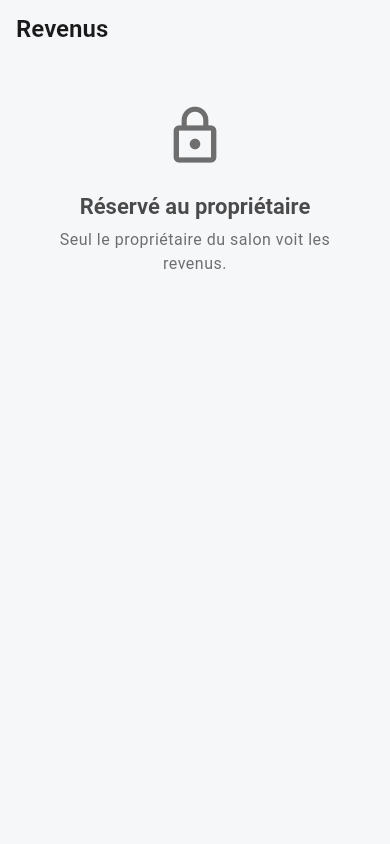 Revenus
Réservé au propriétaire
Seul le propriétaire du salon voit les
revenus.